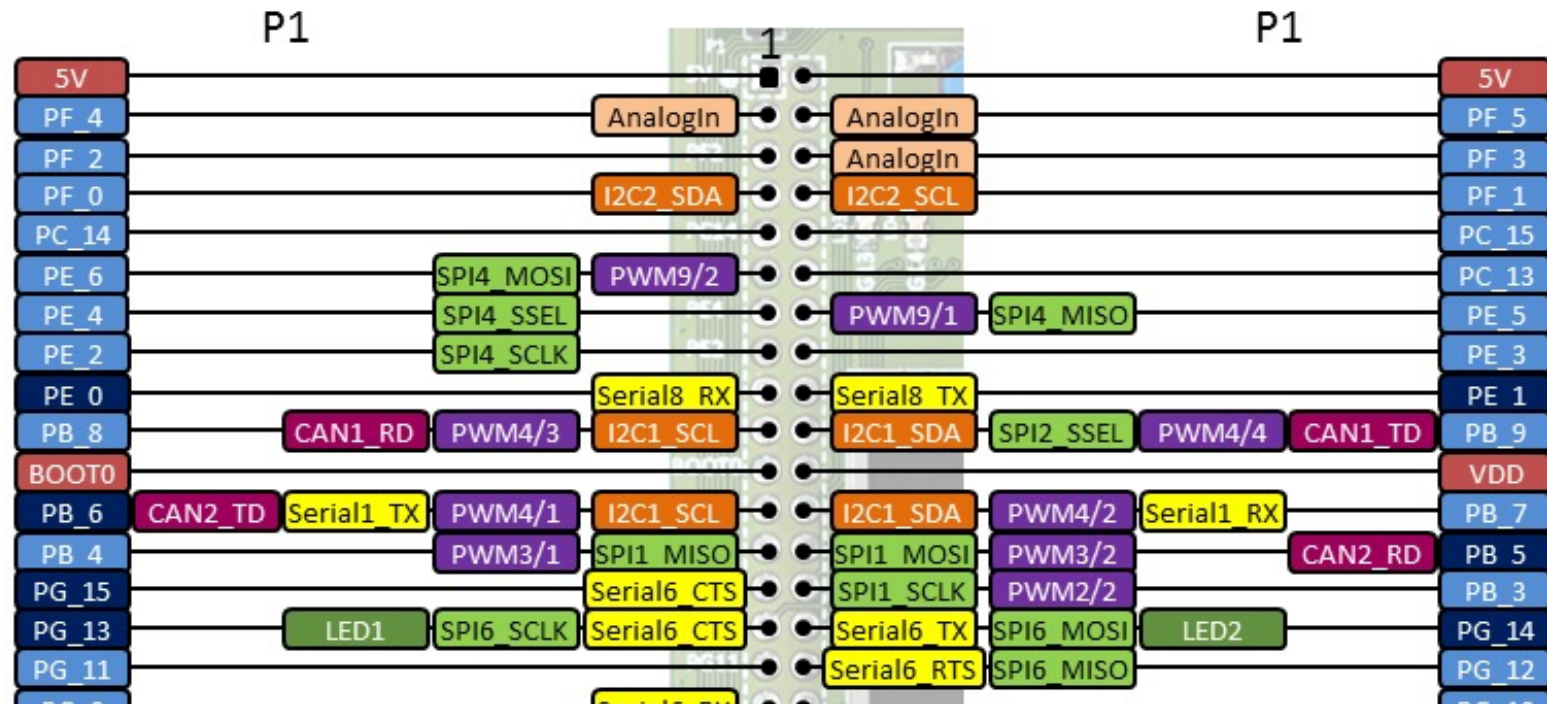 P1 P1
1
5V 5V
PF_4 AnalogIn AnalogIn PF_5
PF_2 AnalogIn PF_3
PF_0 I2C2_SDA I2C2_SCL PF_1
PC_14 PC_15
PE_6 SPI4_MOSI PWM9/2 PC_13
PE_4 SPI4_SSEL PWM9/1 SPI4_MISO PE_5
PE_2 SPI4_SCLK PE_3
PE_0 Serial8_RX Serial8_TX PE_1
PB_8 CAN1_RD PWM4/3 I2C1_SCL I2C1_SDA SPI2_SSEL PWM4/4 CAN1_TD PB_9
BOOT0 VDD
PB_6 CAN2_TD Serial1_TX PWM4/1 I2C1_SCL I2C1_SDA PWM4/2 Serial1_RX PB_7
PB_4 PWM3/1 SPI1_MISO SPI1_MOSI PWM3/2 CAN2_RD PB_5
PG_15 Serial6_CTS SPI1_SCLK PWM2/2 PB_3
PG_13 LED1 SPI6_SCLK Serial6_CTS Serial6_TX SPI6_MOSI LED2 PG_14
PG_11 Serial6_RTS SPI6_MISO PG_12